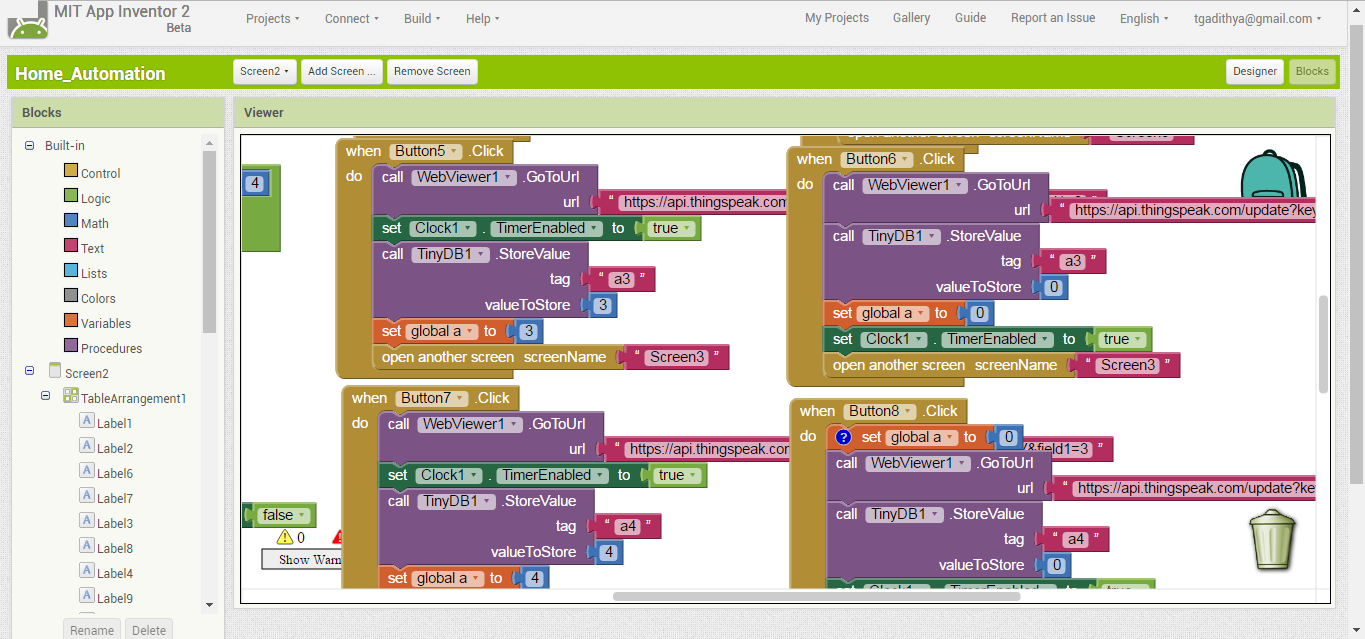 MIT App Inventor 2
Beta
Projects Connect Build Help
My Projects Gallery Guide Report an Issue English tgadithya@gmail.com
Home_Automation
Screen2 Add Screen ... Remove Screen
Designer Blocks
Blocks
Built-in
Control
Logic
Math
Text
Lists
Colors
Variables
Procedures
Screen2
TableArrangement1
Label1
Label2
Label6
Label7
Label3
Label8
Label4
Label9
Rename Delete
Viewer
4
false
0
Show Warn
when Button5 .Click
do call WebViewer1 .GoToUrl
url " https://api.thingspeak.com
set Clock1 . TimerEnabled to true
call TinyDB1 .StoreValue
tag " a3 "
valueToStore 3
set global a to 3
open another screen screenName " Screen3 "
when Button6 .Click
do call WebViewer1 .GoToUrl
url " https://api.thingspeak.com/update?key
call TinyDB1 .StoreValue
tag " a3 "
valueToStore 0
set global a to 0
set Clock1 . TimerEnabled to true
open another screen screenName " Screen3 "
when Button7 .Click
do call WebViewer1 .GoToUrl
url " https://api.thingspeak.com
set Clock1 . TimerEnabled to true
call TinyDB1 .StoreValue
tag " a4 "
valueToStore 4
set global a to 4
when Button8 .Click
do ? set global a to 0
&field1=3 "
call WebViewer1 .GoToUrl
url " https://api.thingspeak.com/update?key
call TinyDB1 .StoreValue
tag " a4 "
valueToStore 0